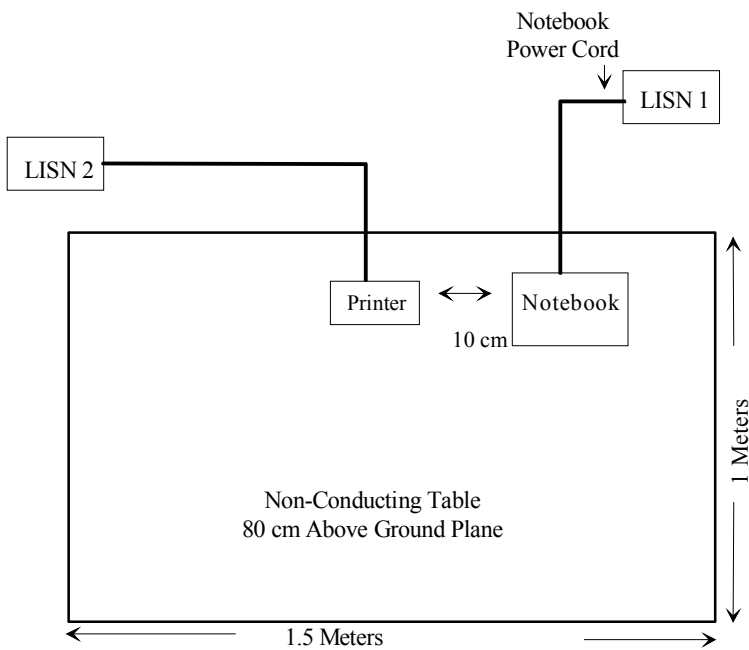 Notebook
Power Cord
LISN 1
LISN 2
Printer
Notebook
10 cm
1 Meters
Non-Conducting Table
80 cm Above Ground Plane
1.5 Meters